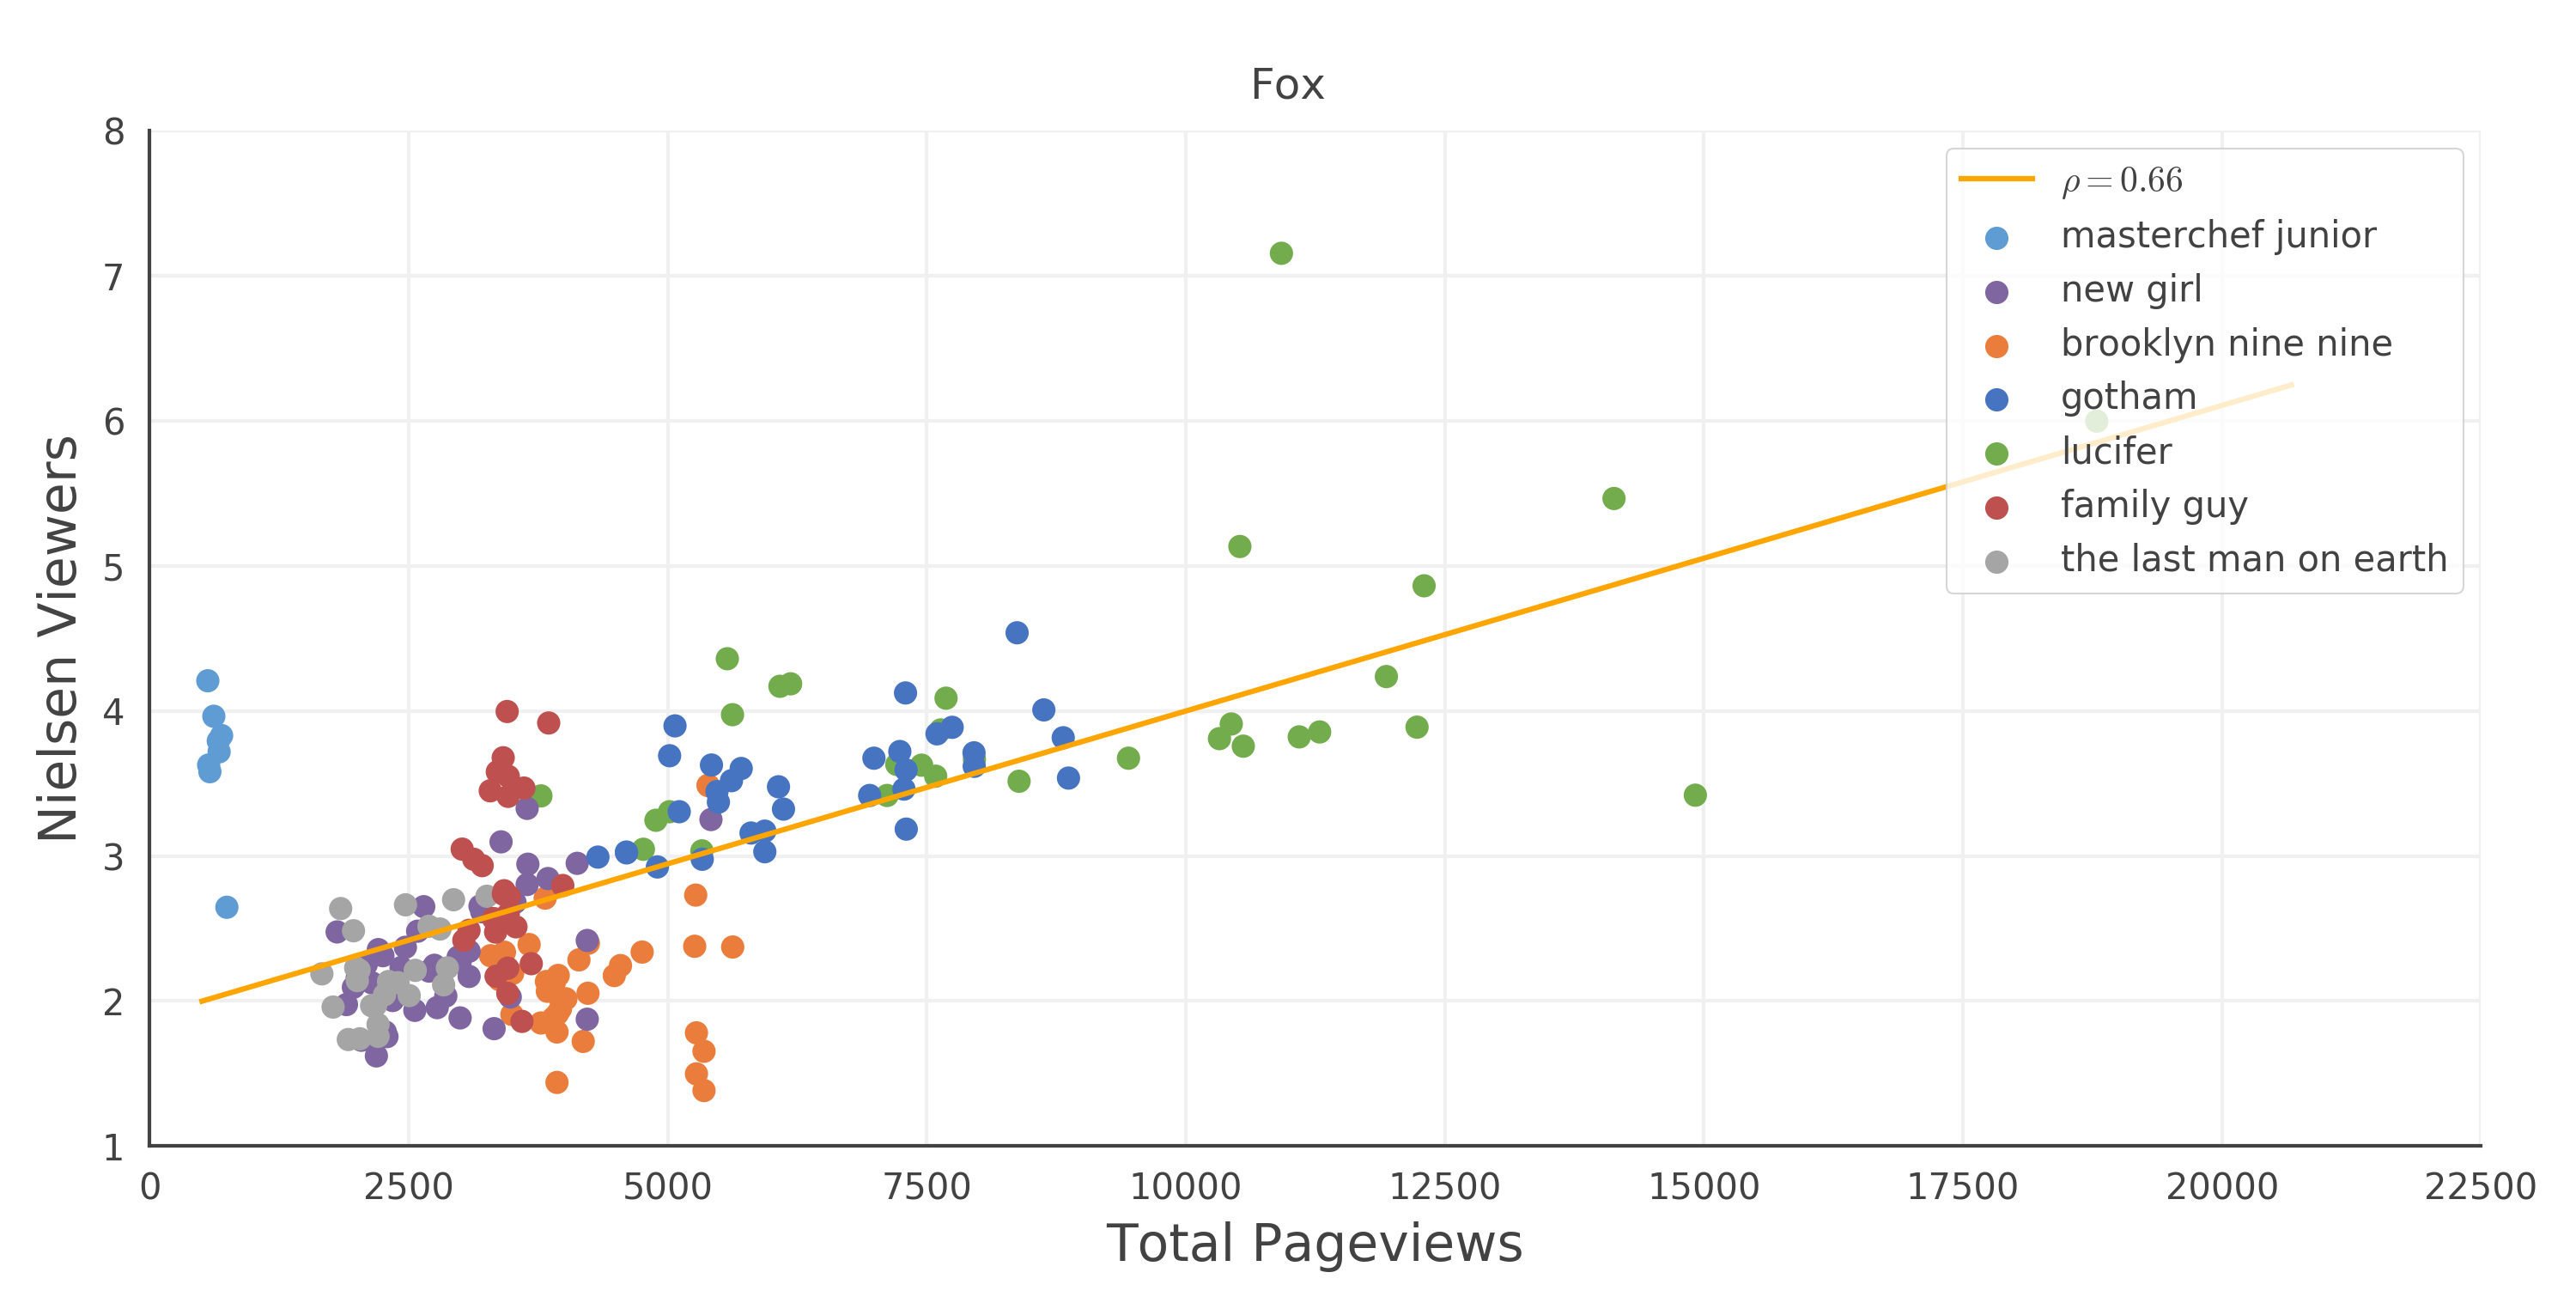 Fox
8
7
6
5
4
3
2
1
Nielsen Viewers
ρ = 0.66
masterchef junior
new girl
brooklyn nine nine
gotham
lucifer
family guy
the last man on earth
0 2500 5000 7500 10000 12500 15000 17500 20000 22500
Total Pageviews